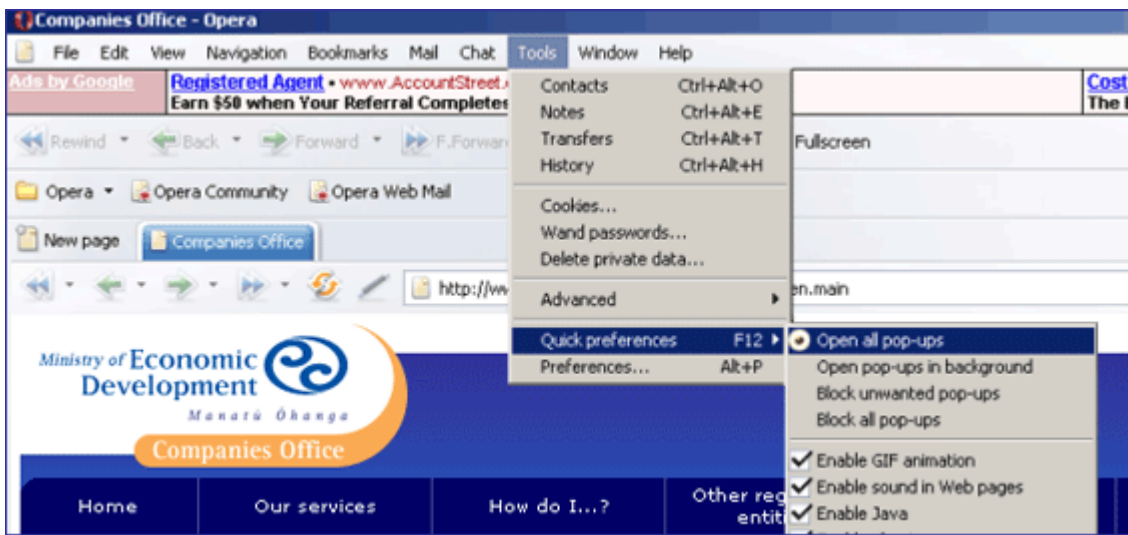 Companies Office - Opera
File Edit View Navigation Bookmarks Mail Chat Tools Window Help
Ads by Google
Registered Agent • www.AccountStreet.
Earn $50 when Your Referral Completes
Cost
The
Rewind Back Forward F.Forward Fullscreen
Opera Opera Community Opera Web Mail
New page Companies Office
http://ww en.main
Contacts Ctrl+Alt+O
Notes Ctrl+Alt+E
Transfers Ctrl+Alt+T
History Ctrl+Alt+H
Cookies...
Wand passwords...
Delete private data...
Advanced
Quick preferences F12
Preferences... Alt+P
Open all pop-ups
Open pop-ups in background
Block unwanted pop-ups
Block all pop-ups
Enable GIF animation
Enable sound in Web pages
Enable Java
Ministry of Economic
Development
Manatū Ōhanga
Companies Office
Home Our services How do I...? Other reg
entit